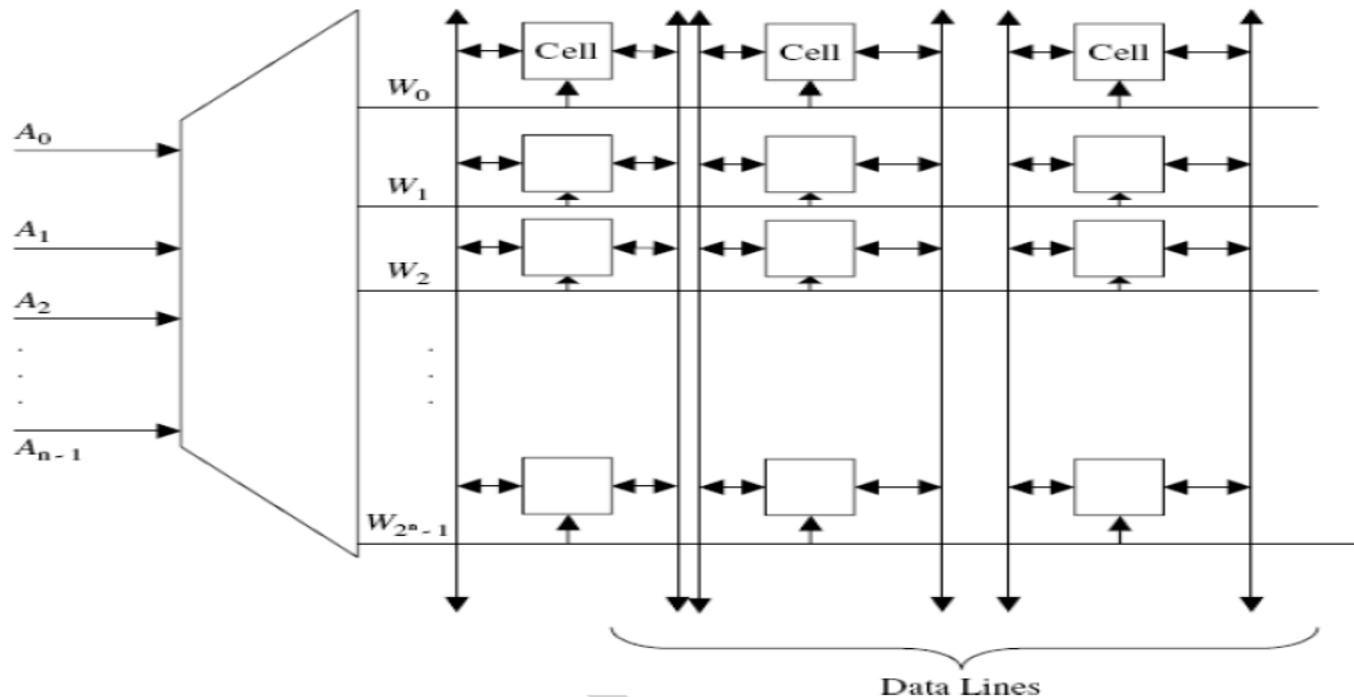 Cell Cell Cell
W₀
A₀
W₁
A₁
W₂
A₂
Aₙ₋₁
W₂ⁿ₋₁
Data Lines